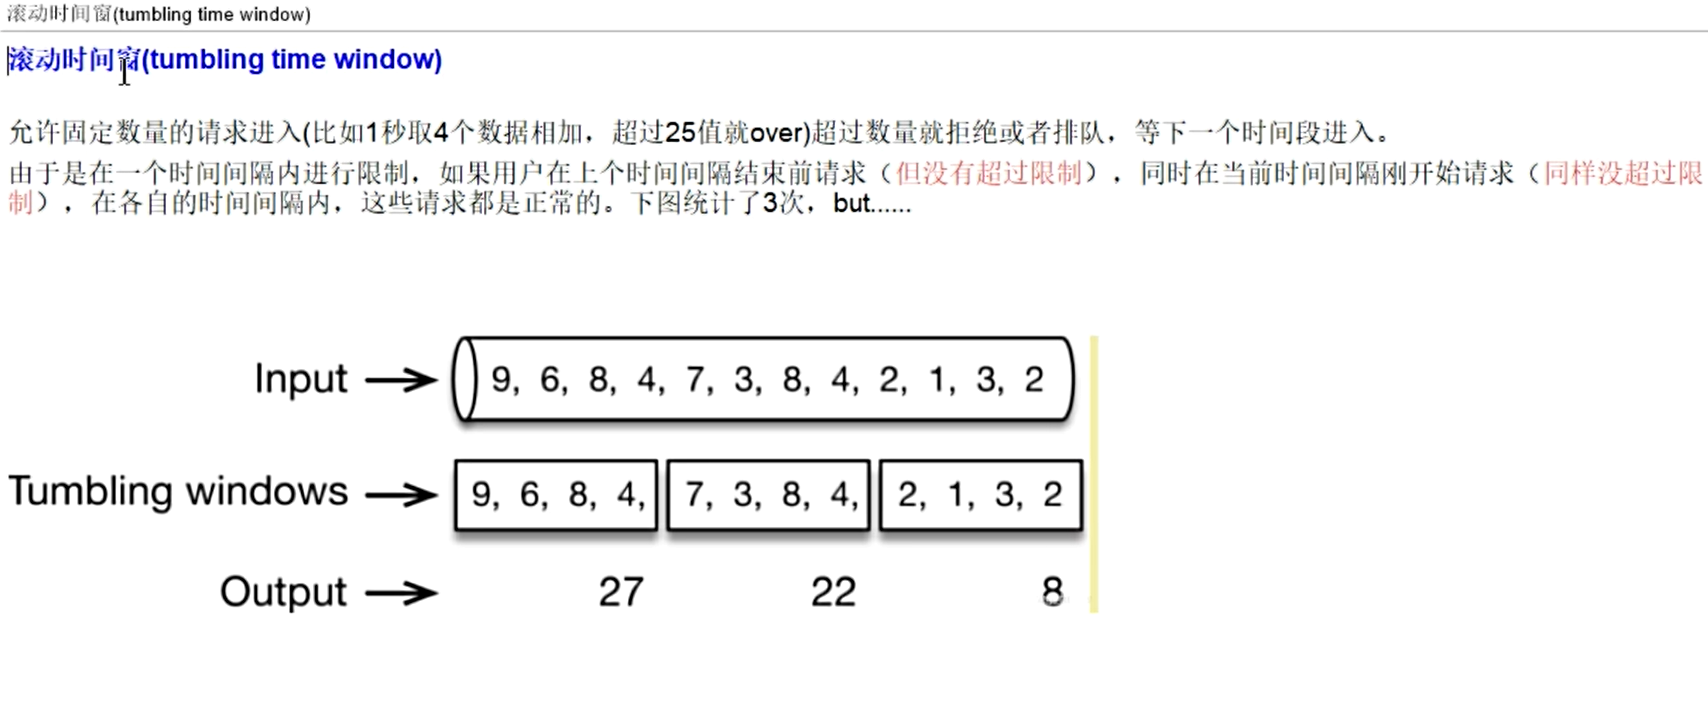 滚动时间窗(tumbling time window)
滚动时间窗(tumbling time window)
允许固定数量的请求进入(比如1秒取4个数据相加，超过25值就over)超过数量就拒绝或者排队，等下一个时间段进入。
由于是在一个时间间隔内进行限制，如果用户在上个时间间隔结束前请求（但没有超过限制），同时在当前时间间隔刚开始请求（同样没超过限
制），在各自的时间间隔内，这些请求都是正常的。下图统计了3次，but......
Input 9, 6, 8, 4, 7, 3, 8, 4, 2, 1, 3, 2
Tumbling windows 9, 6, 8, 4, 7, 3, 8, 4, 2, 1, 3, 2
Output 27 22 8